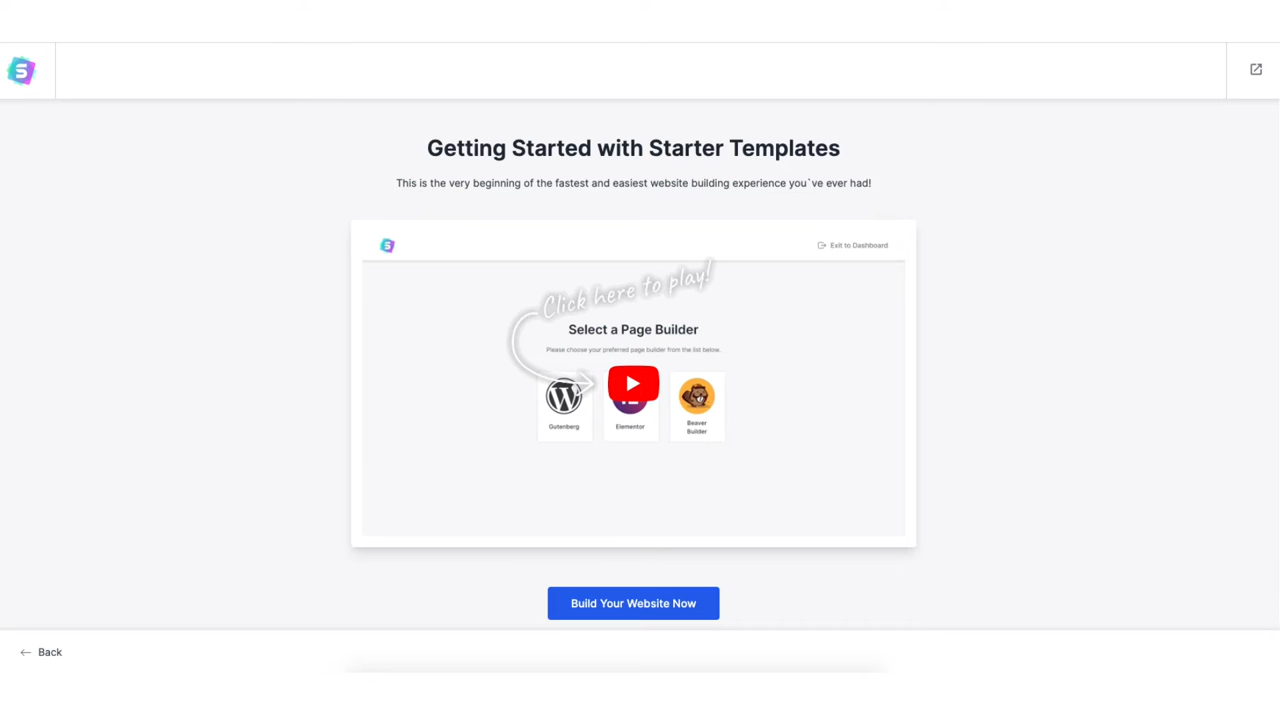 Getting Started with Starter Templates
This is the very beginning of the fastest and easiest website building experience you`ve ever had!
Exit to Dashboard
Click here to play!
Select a Page Builder
Please choose your preferred page builder from the list below.
Gutenberg
Elementor
Beaver
Builder
Build Your Website Now
Back